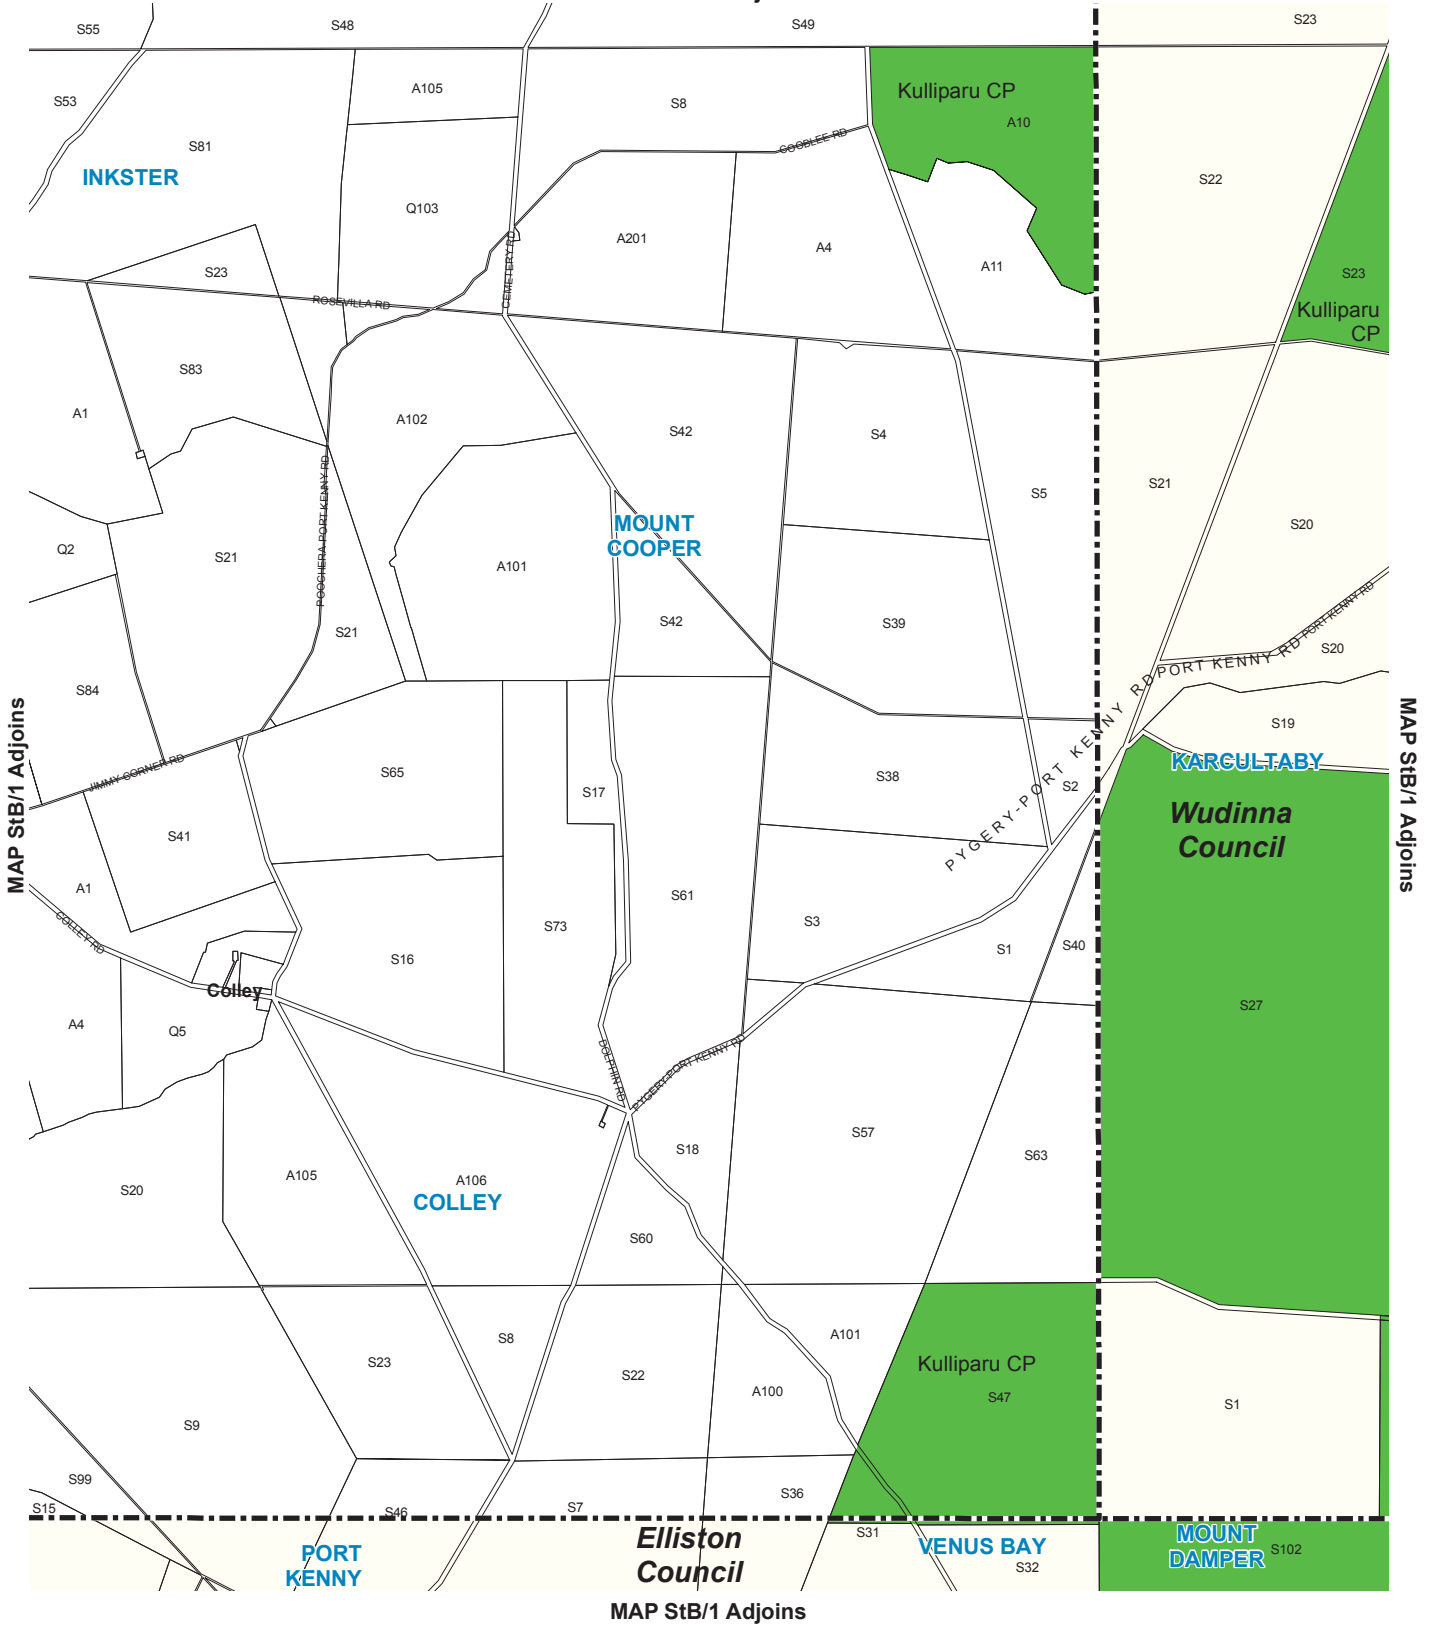 S55
S48
S49
S23
S53
A105
S8
Kulliparu CP
A10
S81
INKSTER
GOOBLEE RD
S22
Q103
A201
A4
A11
CEMETERY RD
S23
ROSEVILLA RD
S23
Kulliparu
CP
S83
A1
A102
S42
S4
S5
S21
S20
POOCHERA-PORT KENNY RD
MOUNT
COOPER
Q2
S21
A101
S21
S42
S39
PORT KENNY RD
S20
PORT KENNY RD
S84
PYGERY-PORT KENNY RD
S19
MAP StB/1 Adjoins
MAP StB/1 Adjoins
JIMMY CORNER RD
S65
S17
S38
S2
KARCULTABY
Wudinna
Council
S41
A1
COLLEY RD
S61
S3
S73
S16
S1
S40
Colley
S27
A4
Q5
DOLPHIN RD
PYGERY-PORT KENNY RD
S57
S18
S63
S20
A105
A106
COLLEY
S60
S8
A101
S23
S22
A100
Kulliparu CP
S47
S1
S9
S99
S15
S46
S7
S36
S31
Elliston
Council
PORT
KENNY
VENUS BAY
S32
MOUNT
DAMPER
S102
MAP StB/1 Adjoins